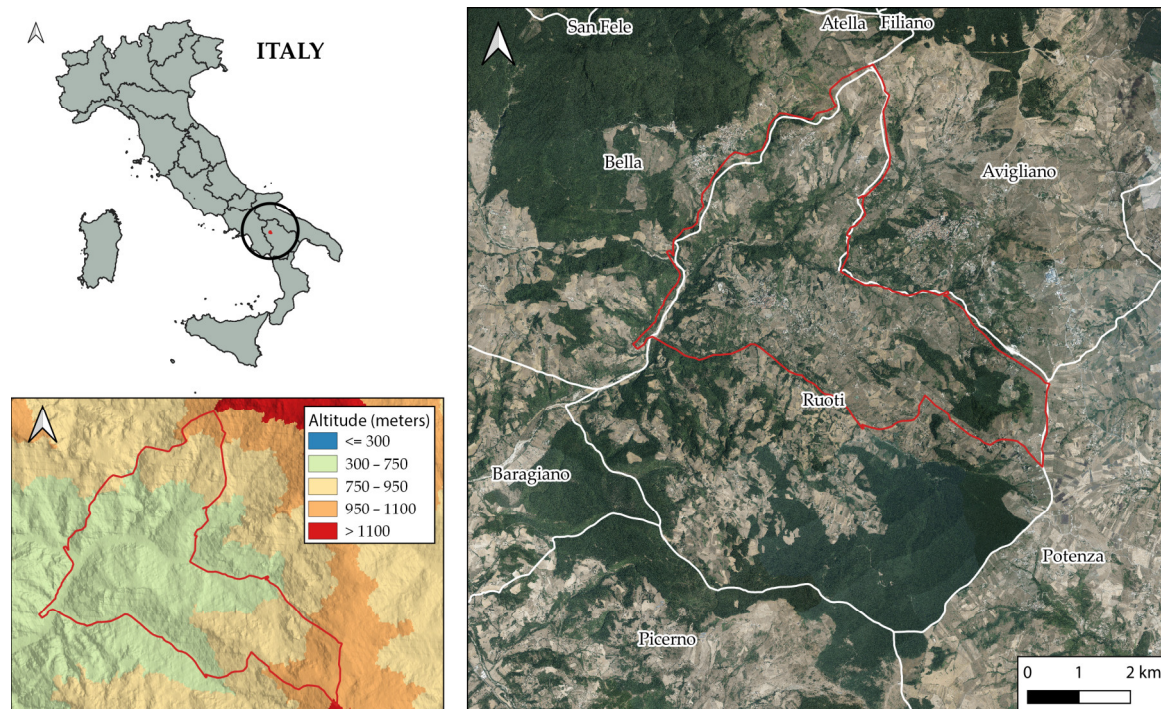 ITALY
Altitude (meters)
<= 300
300 – 750
750 – 950
950 – 1100
> 1100
San Fele
Atella
Filiano
Bella
Avigliano
Ruoti
Baragiano
Potenza
Picerno
0 1 2 km